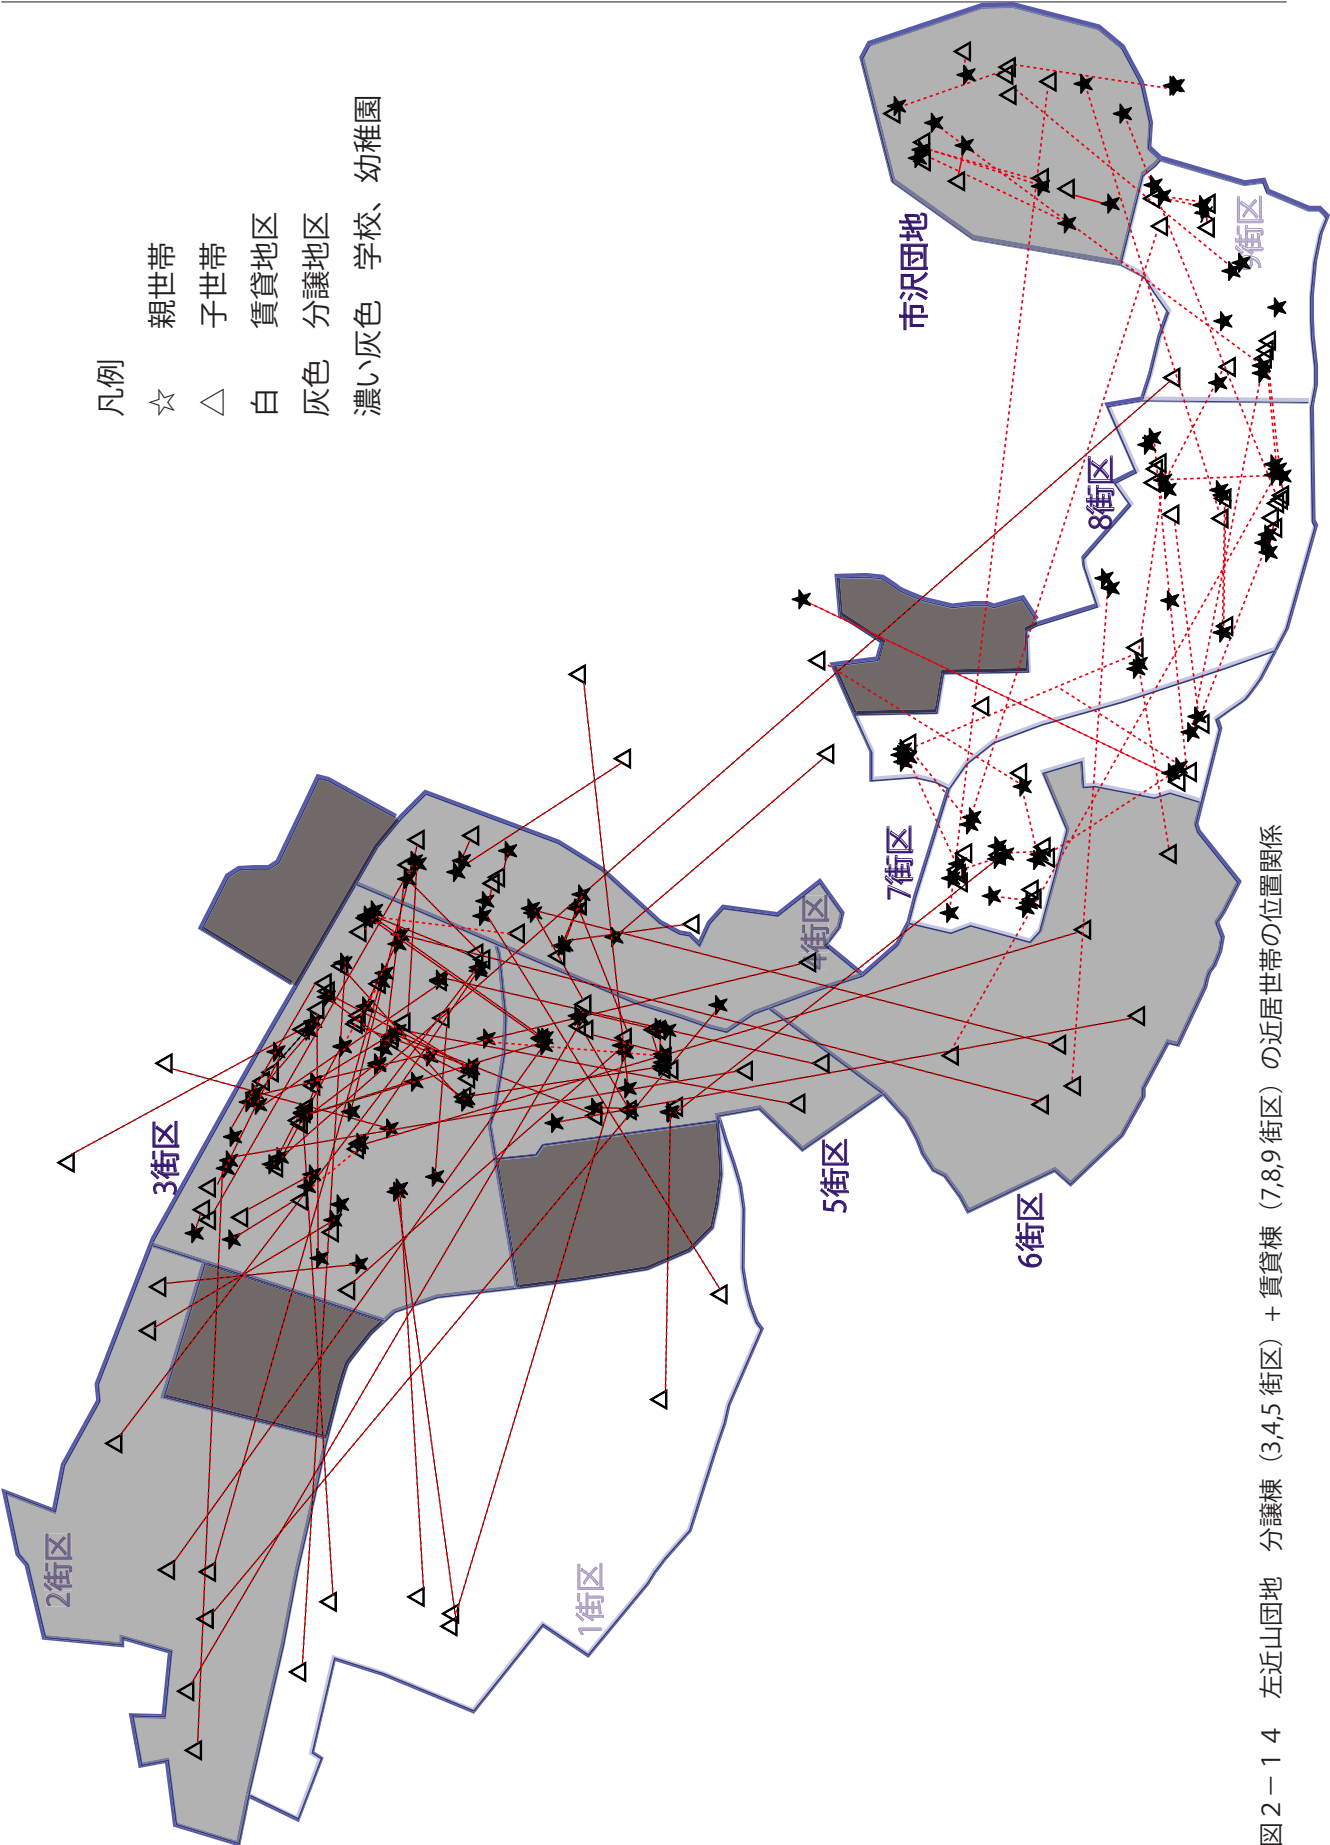 凡例
☆ 親世帯
△ 子世帯
白 賃貸地区
灰色 分譲地区
濃い灰色 学校、幼稚園
市沢団地
9街区
8街区
7街区
4街区
3街区
5街区
6街区
2街区
1街区
図2-14 左近山団地 分譲棟（3,4,5 街区）+ 賃貸棟（7,8,9 街区）の近居世帯の位置関係